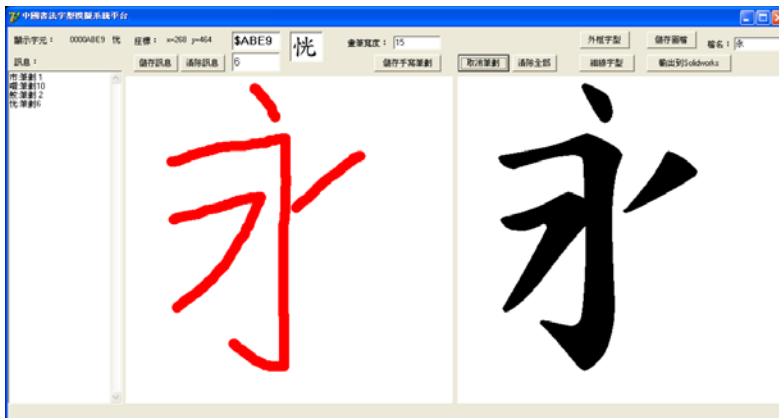 中國書法字型模擬系統平台
顯示字元： 0000ABE9 恍 座標： x=268 y=464 $ABE9 恍 畫筆寬度： 15 外框字型 儲存圖檔 檔名： 永
訊息： 儲存訊息 清除訊息 6 儲存手寫筆劃 取消筆劃 清除全部 細線字型 輸出到Solidworks
市:筆劃 1
筆劃10
筆劃 2
恍:筆劃6